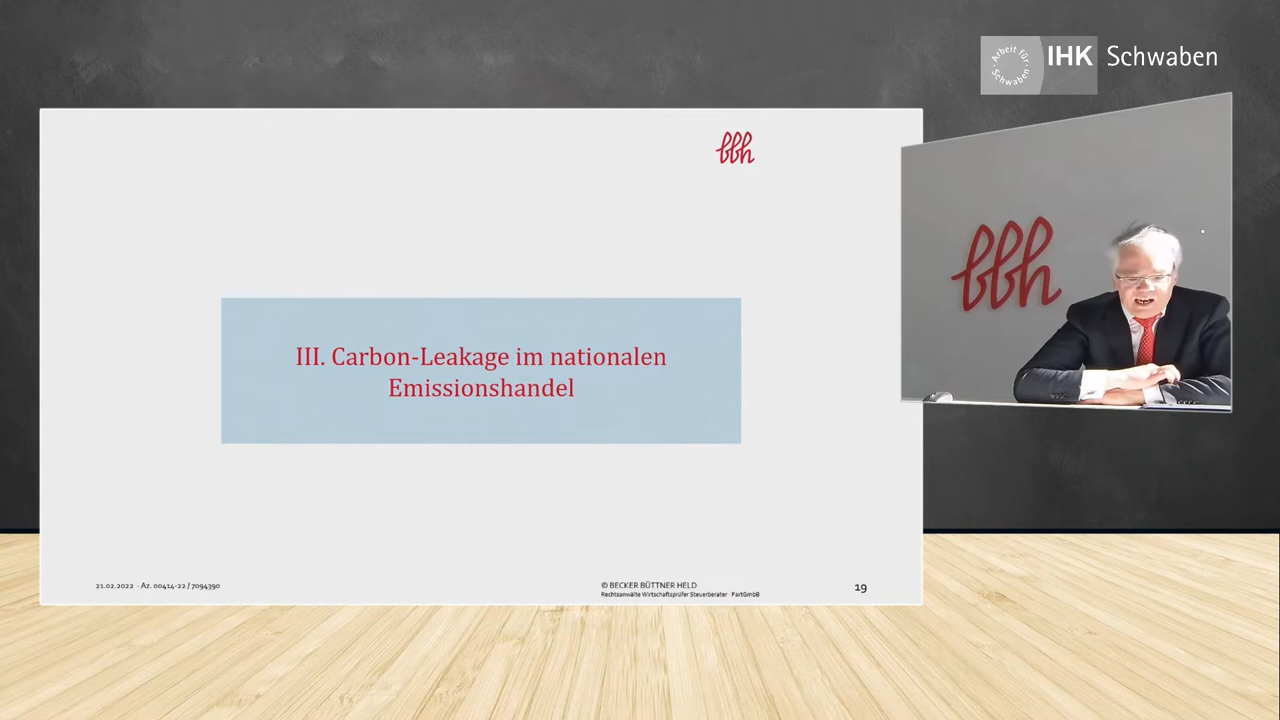 Arbeit für
Schwaben
IHK Schwaben
bbh
bbh
III. Carbon-Leakage im nationalen
Emissionshandel
21.02.2022 · Az. 00414-22 / 7094390
© BECKER BÜTTNER HELD
Rechtsanwälte Wirtschaftsprüfer Steuerberater · PartGmbB
19